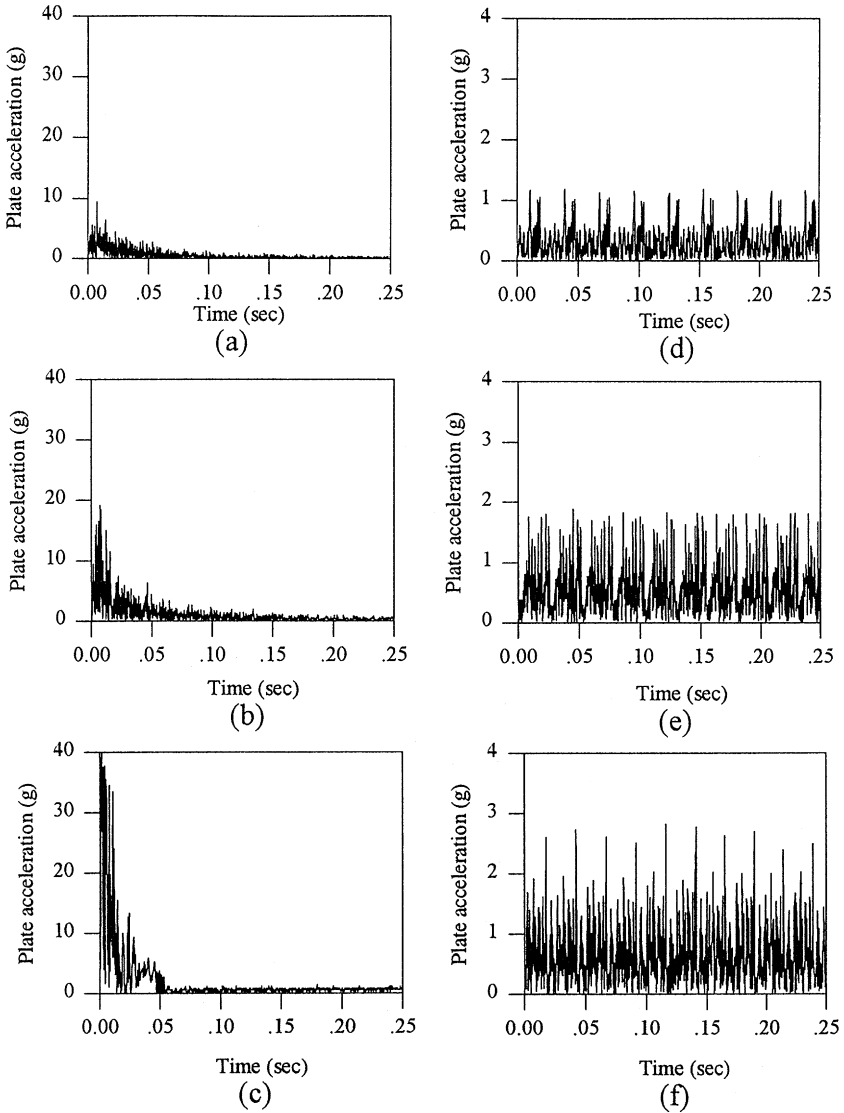 40
30
20
10
0
Plate acceleration (g)
0.00 .05 .10 .15 .20 .25
Time (sec)
(a)
4
3
2
1
0
Plate acceleration (g)
0.00 .05 .10 .15 .20 .25
Time (sec)
(d)
40
30
20
10
0
Plate acceleration (g)
0.00 .05 .10 .15 .20 .25
Time (sec)
(b)
4
3
2
1
0
Plate acceleration (g)
0.00 .05 .10 .15 .20 .25
Time (sec)
(e)
40
30
20
10
0
Plate acceleration (g)
0.00 .05 .10 .15 .20 .25
Time (sec)
(c)
4
3
2
1
0
Plate acceleration (g)
0.00 .05 .10 .15 .20 .25
Time (sec)
(f)